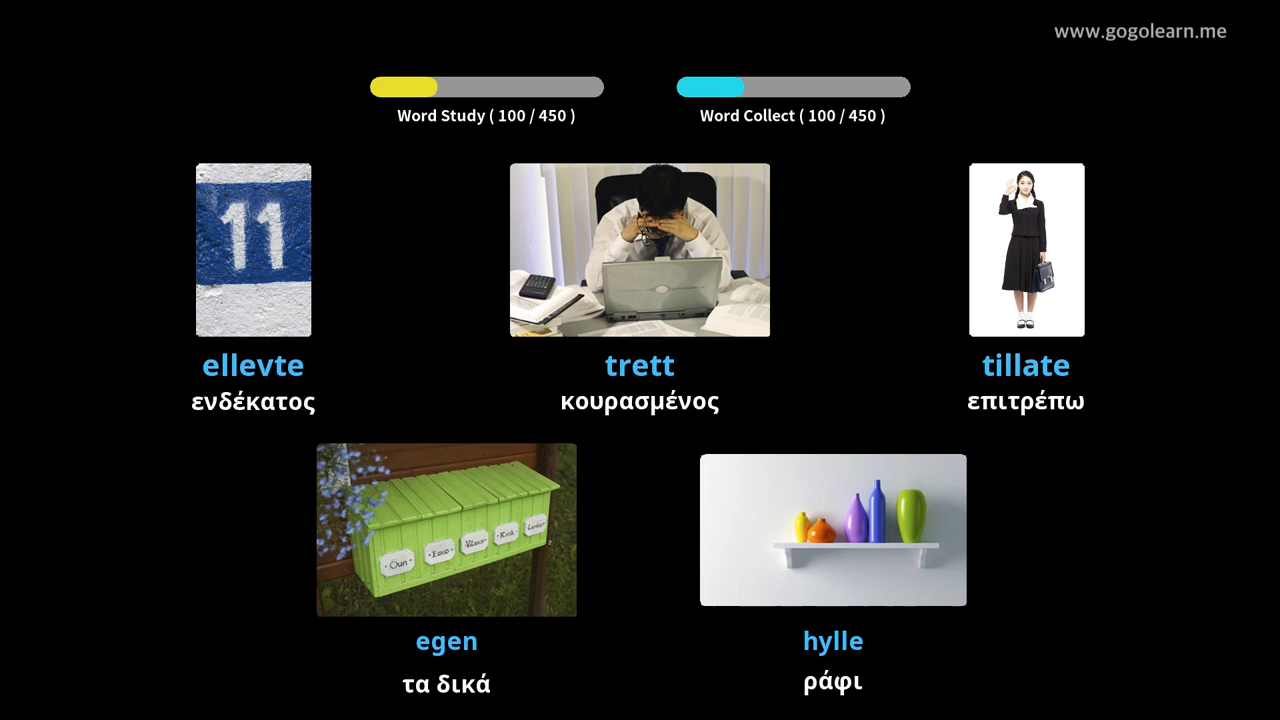 www.gogolearn.me
Word Study ( 100 / 450 )
Word Collect ( 100 / 450 )
11
ellevte
ενδέκατος
trett
κουρασμένος
tillate
επιτρέπω
egen
τα δικά
hylle
ράφι